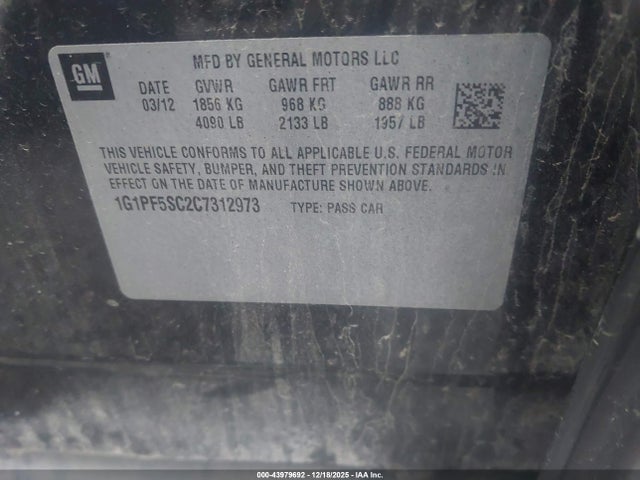 GM
MFD BY GENERAL MOTORS LLC
DATE GVWR GAWR FRT GAWR RR
03/12 1856 KG 968 KG 888 KG
4090 LB 2133 LB 1957 LB
THIS VEHICLE CONFORMS TO ALL APPLICABLE U.S. FEDERAL MOTOR
VEHICLE SAFETY, BUMPER, AND THEFT PREVENTION STANDARDS IN
EFFECT ON THE DATE OF MANUFACTURE SHOWN ABOVE.
1G1PF5SC2C7312973 TYPE: PASS CAR
000-43979692 - 12/18/2025 - IAA Inc.